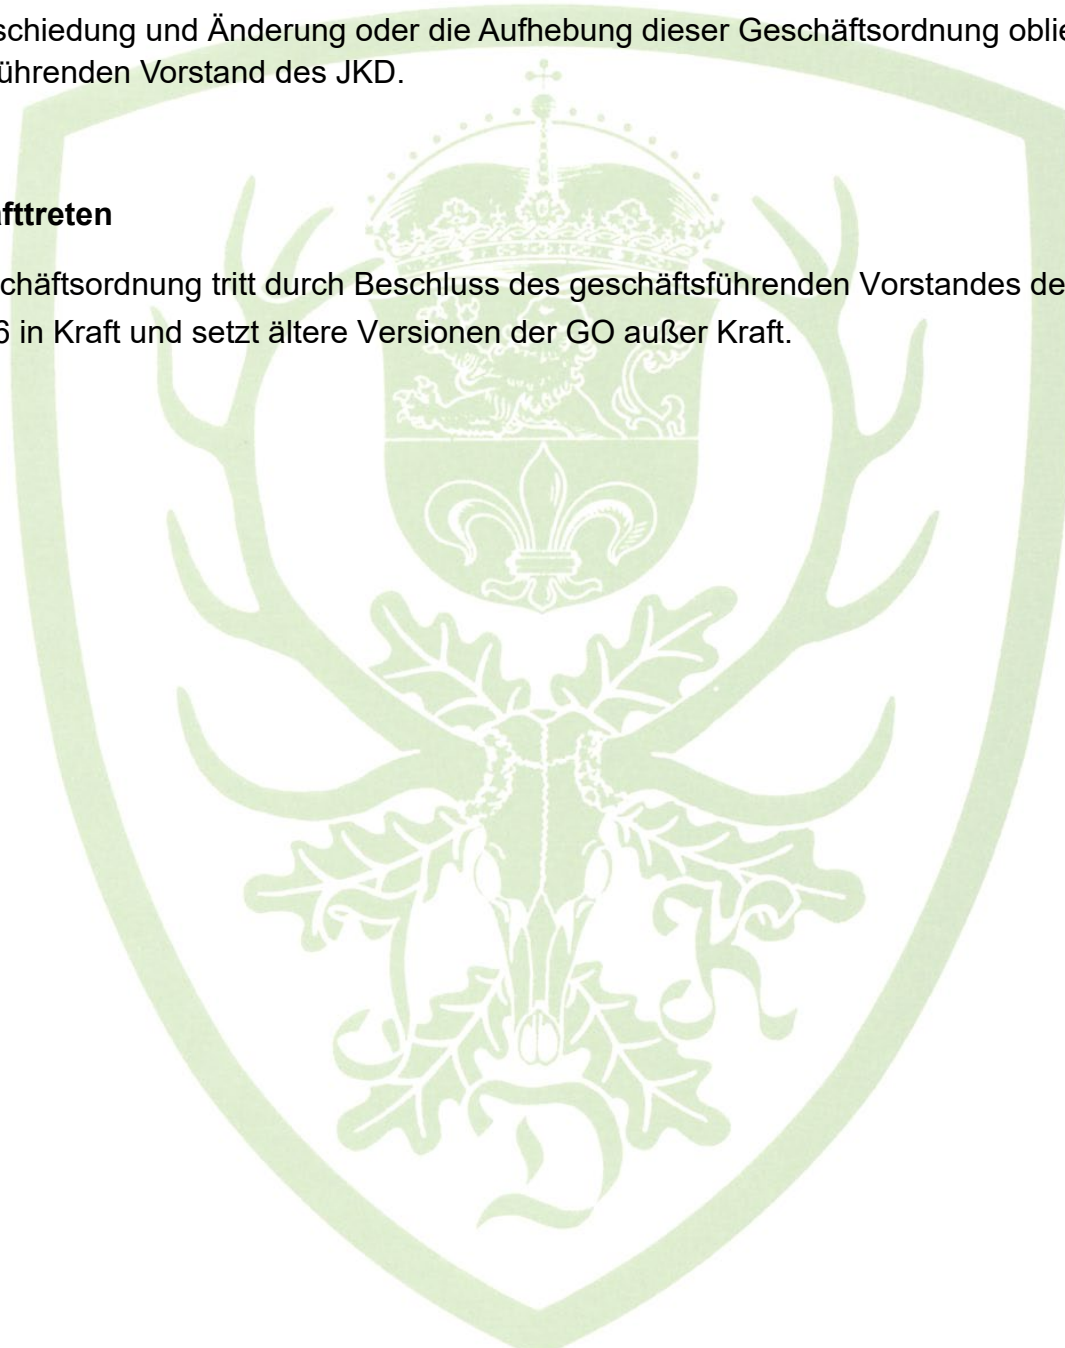 schiedung und Änderung oder die Aufhebung dieser Geschäftsordnung oblie
ührenden Vorstand des JKD.
afttreten
chäftsordnung tritt durch Beschluss des geschäftsführenden Vorstandes de
6 in Kraft und setzt ältere Versionen der GO außer Kraft.
J K
D